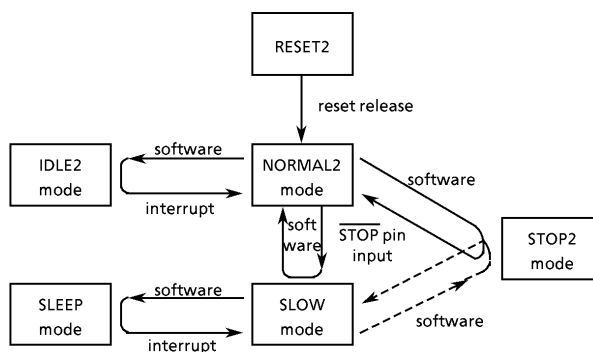 RESET2
reset release
software
IDLE2
mode
NORMAL2
mode
interrupt
software
soft
ware
STOP pin
input
STOP2
mode
software
SLEEP
mode
SLOW
mode
software
interrupt